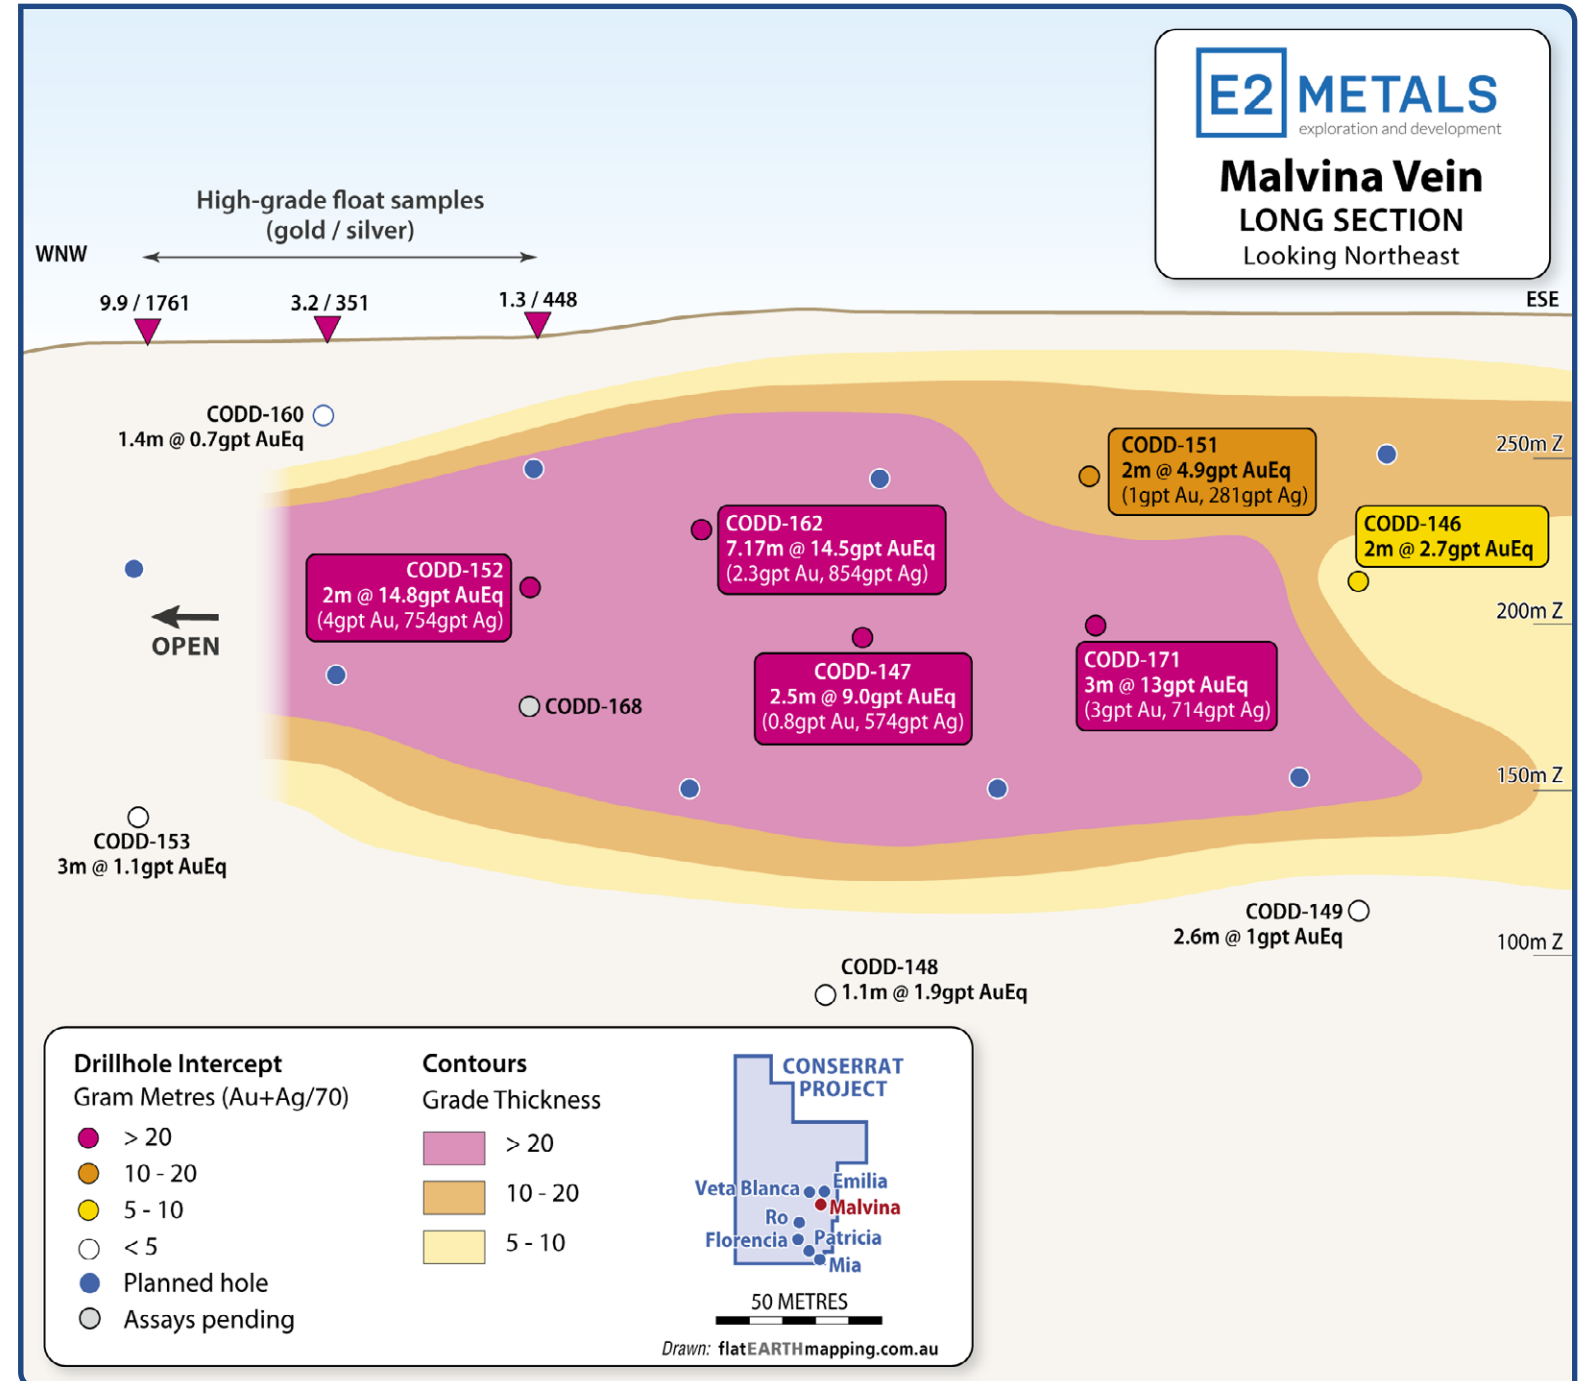 E2 METALS
exploration and development
Malvina Vein
LONG SECTION
Looking Northeast
High-grade float samples
(gold / silver)
WNW
ESE
9.9 / 1761
3.2 / 351
1.3 / 448
CODD-160
1.4m @ 0.7gpt AuEq
CODD-151
2m @ 4.9gpt AuEq
(1gpt Au, 281gpt Ag)
250m Z
CODD-146
2m @ 2.7gpt AuEq
CODD-162
7.17m @ 14.5gpt AuEq
(2.3gpt Au, 854gpt Ag)
CODD-152
2m @ 14.8gpt AuEq
(4gpt Au, 754gpt Ag)
200m Z
OPEN
CODD-147
2.5m @ 9.0gpt AuEq
(0.8gpt Au, 574gpt Ag)
CODD-171
3m @ 13gpt AuEq
(3gpt Au, 714gpt Ag)
CODD-168
150m Z
CODD-153
3m @ 1.1gpt AuEq
CODD-149
2.6m @ 1gpt AuEq
100m Z
CODD-148
1.1m @ 1.9gpt AuEq
Drillhole Intercept
Gram Metres (Au+Ag/70)
> 20
10 - 20
5 - 10
< 5
Planned hole
Assays pending
Contours
Grade Thickness
> 20
10 - 20
5 - 10
CONSERRAT
PROJECT
Veta Blanca
Emilia
Malvina
Ro
Florencia
Patricia
Mia
50 METRES
Drawn: flatEARTHmapping.com.au